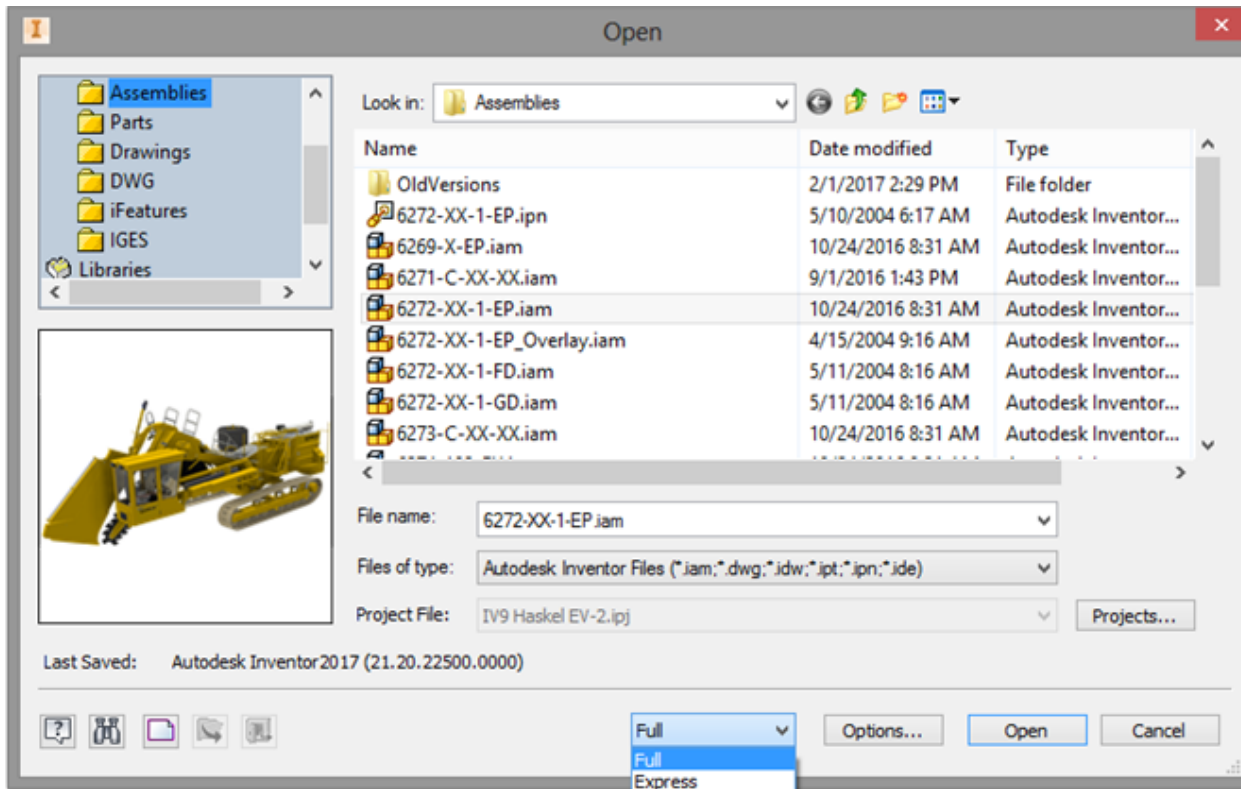 Open
Assemblies
Parts
Drawings
DWG
iFeatures
IGES
Libraries
Look in: Assemblies
Name Date modified Type
OldVersions 2/1/2017 2:29 PM File folder
6272-XX-1-EP.ipn 5/10/2004 6:17 AM Autodesk Inventor...
6269-X-EP.iam 10/24/2016 8:31 AM Autodesk Inventor...
6271-C-XX-XX.iam 9/1/2016 1:43 PM Autodesk Inventor...
6272-XX-1-EP.iam 10/24/2016 8:31 AM Autodesk Inventor...
6272-XX-1-EP_Overlay.iam 4/15/2004 9:16 AM Autodesk Inventor...
6272-XX-1-FD.iam 5/11/2004 8:16 AM Autodesk Inventor...
6272-XX-1-GD.iam 5/11/2004 8:16 AM Autodesk Inventor...
6273-C-XX-XX.iam 10/24/2016 8:31 AM Autodesk Inventor...
File name: 6272-XX-1-EP.iam
Files of type: Autodesk Inventor Files (*.iam;*.dwg;*.idw;*.ipt;*.ipn;*.ide)
Project File: IV9 Haskel EV-2.ipj Projects...
Last Saved: Autodesk Inventor2017 (21.20.22500.0000)
Full Options... Open Cancel
Full
Express